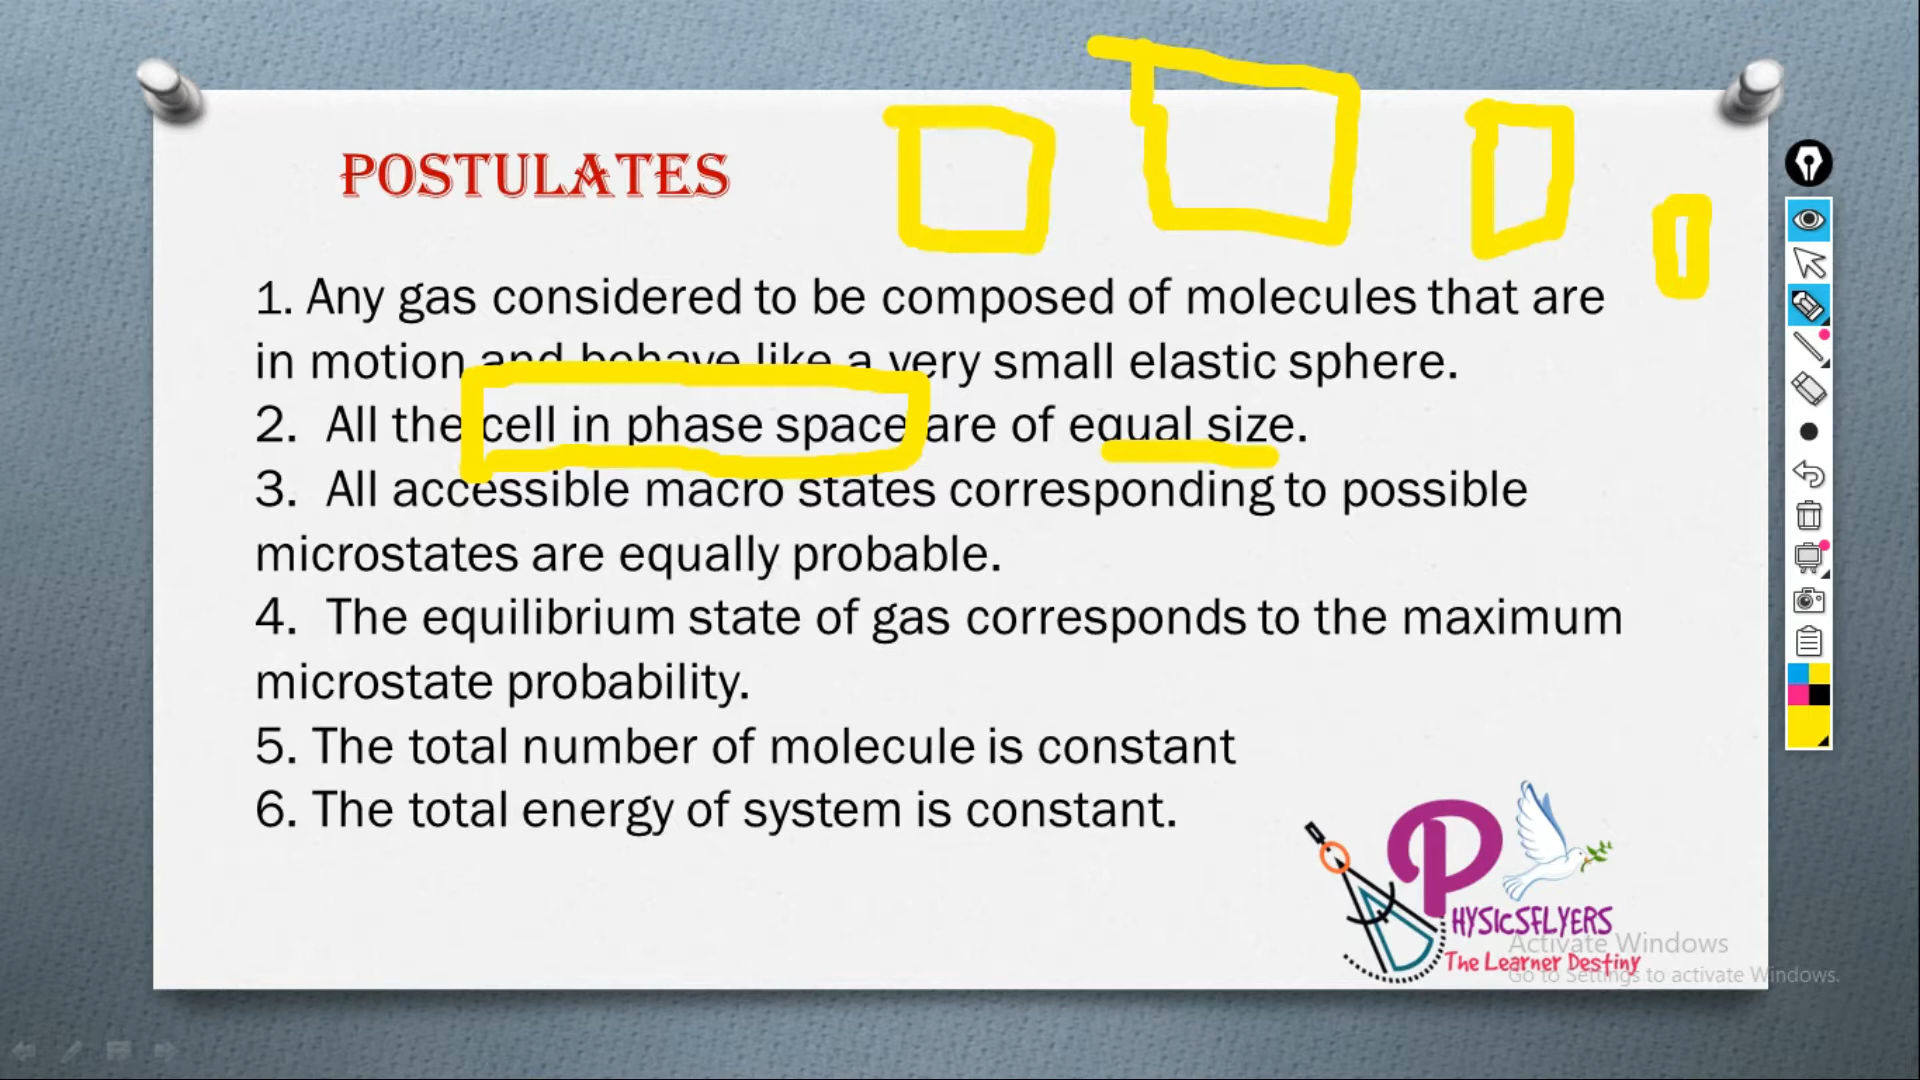 POSTULATES
1. Any gas considered to be composed of molecules that are
in motion and behave like a very small elastic sphere.
2. All the cell in phase space are of equal size.
3. All accessible macro states corresponding to possible
microstates are equally probable.
4. The equilibrium state of gas corresponds to the maximum
microstate probability.
5. The total number of molecule is constant
6. The total energy of system is constant.
PHYSICSFLYERS
The Learner Destiny
Activate Windows
Go to Settings to activate Windows.